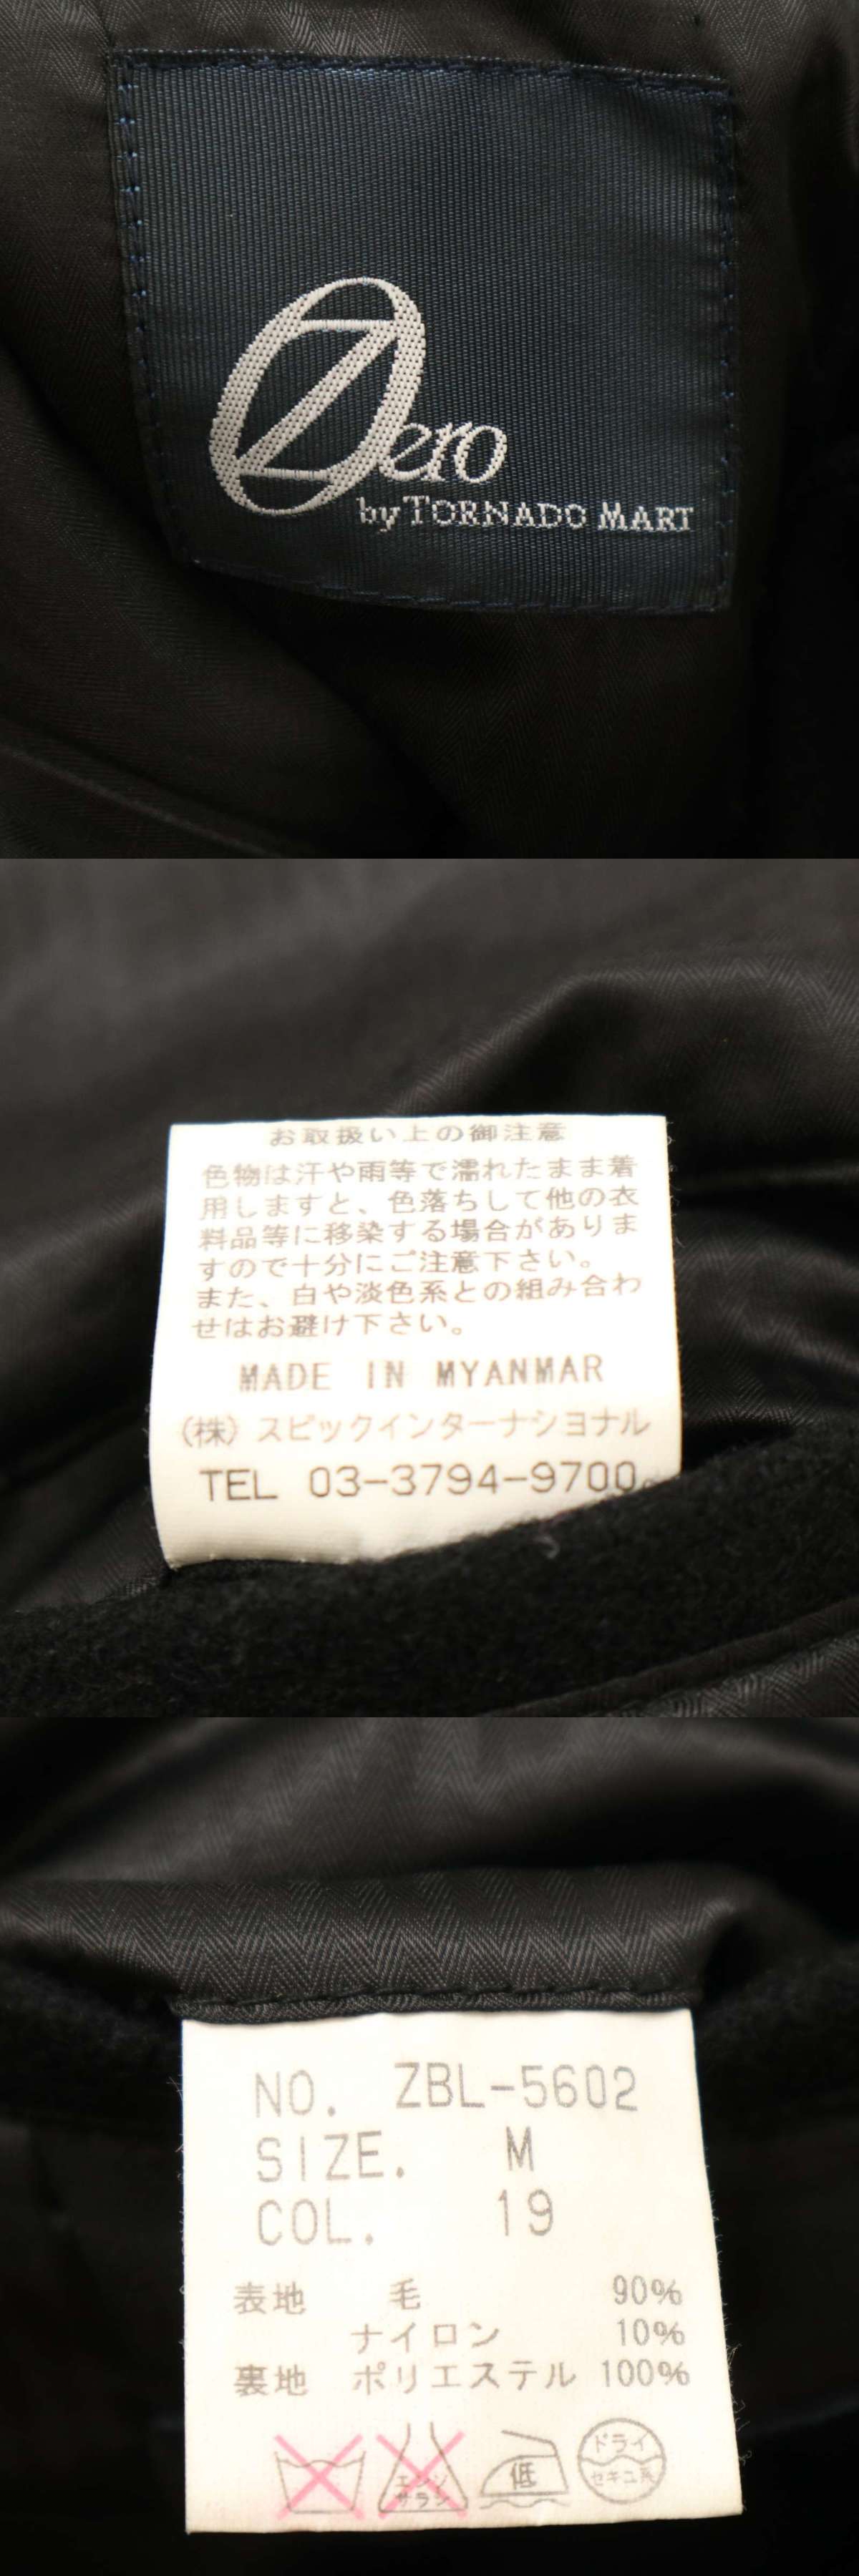 Zero
by TORNADO MART
お取扱い上の御注意
色物は汗や雨等で濡れたまま着
用しますと、色落ちして他の衣
料品等に移染する場合がありま
すので十分にご注意下さい。
また、白や淡色系との組み合わ
せはお避け下さい。
MADE IN MYANMAR
(株) スピックインターナショナル
TEL 03-3794-9700
NO. ZBL-5602
SIZE. M
COL. 19
表地 毛 90%
ナイロン 10%
裏地 ポリエステル 100%
エンソ
サラシ
低
ドライ
セキユ系